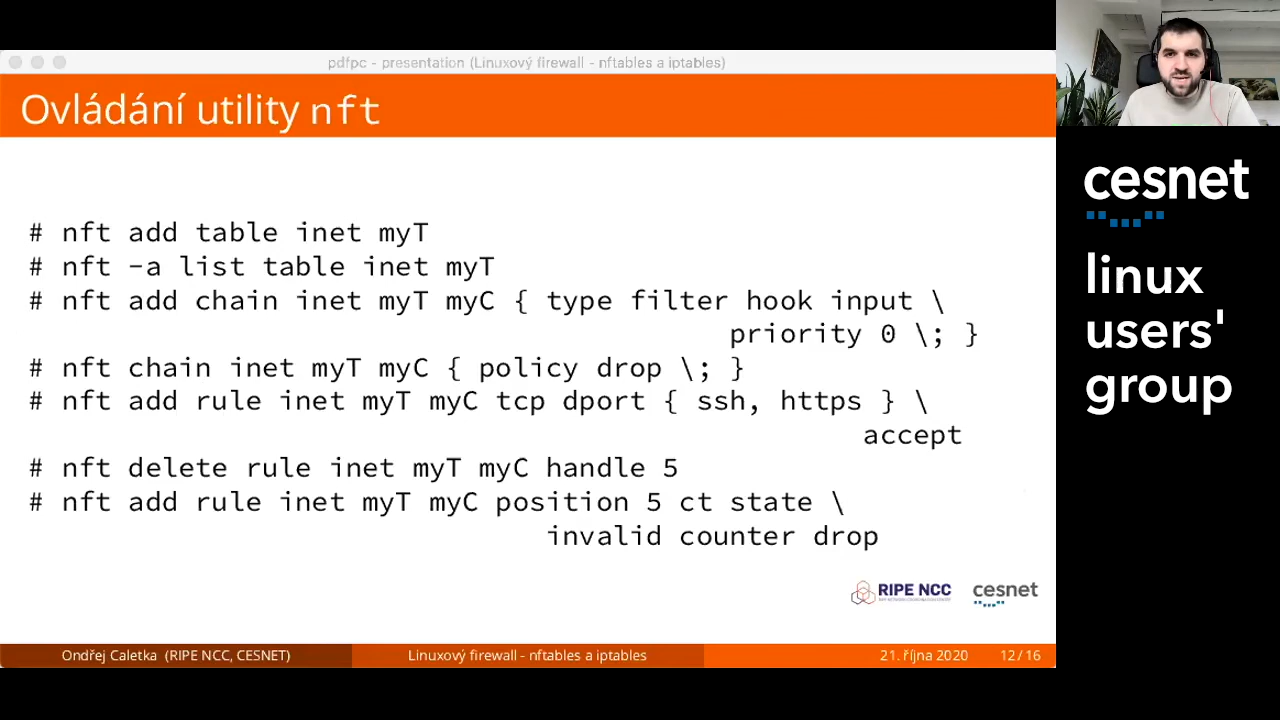 pdfpc - presentation (Linuxový firewall - nftables a iptables)
Ovládání utility nft
# nft add table inet myT
# nft -a list table inet myT
# nft add chain inet myT myC { type filter hook input \
priority 0 \; }
# nft chain inet myT myC { policy drop \; }
# nft add rule inet myT myC tcp dport { ssh, https } \
accept
# nft delete rule inet myT myC handle 5
# nft add rule inet myT myC position 5 ct state \
invalid counter drop
RIPE NCC
cesnet
Ondřej Caletka (RIPE NCC, CESNET)
Linuxový firewall - nftables a iptables
21. října 2020
12/16
cesnet
linux
users'
group